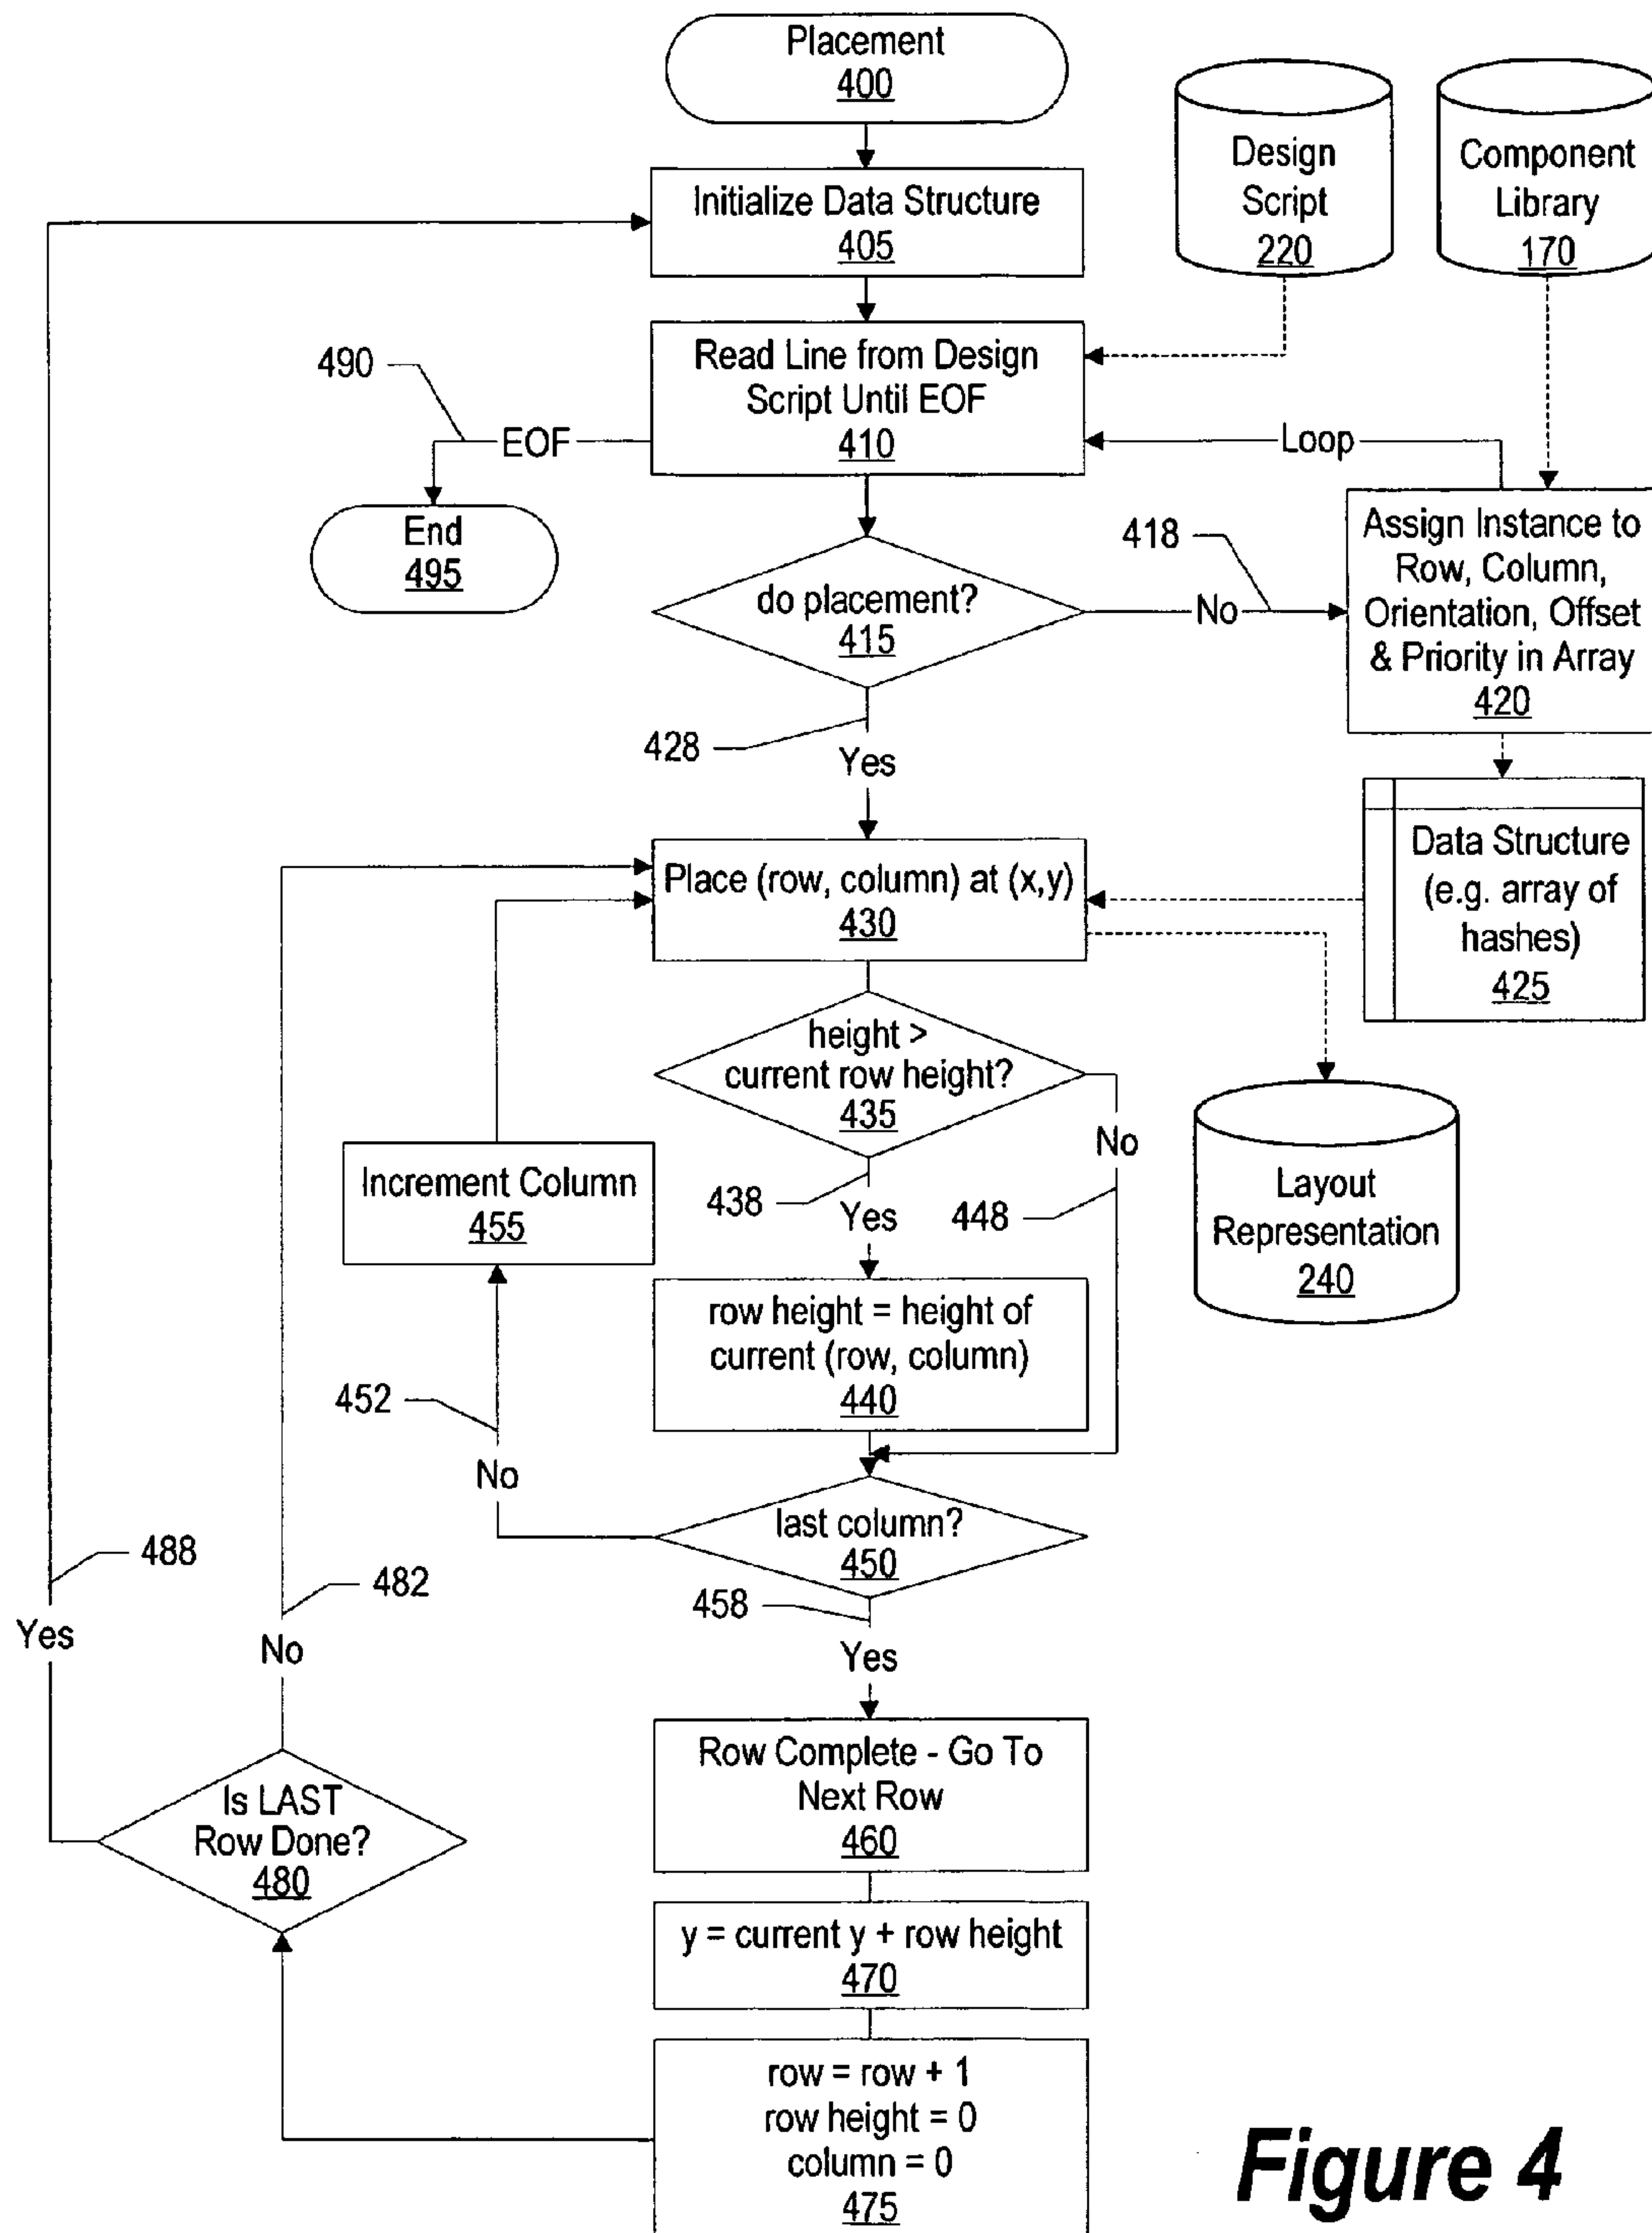 Placement
400
Design
Script
220
Component
Library
170
Initialize Data Structure
405
Read Line from Design
Script Until EOF
410
490
EOF
Loop
End
495
do placement?
415
418
No
Assign Instance to
Row, Column,
Orientation, Offset
& Priority in Array
420
428
Yes
Data Structure
(e.g. array of
hashes)
425
Place (row, column) at (x,y)
430
height >
current row height?
435
No
438
Yes
448
Increment Column
455
Layout
Representation
240
row height = height of
current (row, column)
440
452
No
last column?
450
458
Yes
488
Yes
482
No
Row Complete - Go To
Next Row
460
Is LAST
Row Done?
480
y = current y + row height
470
row = row + 1
row height = 0
column = 0
475
Figure 4